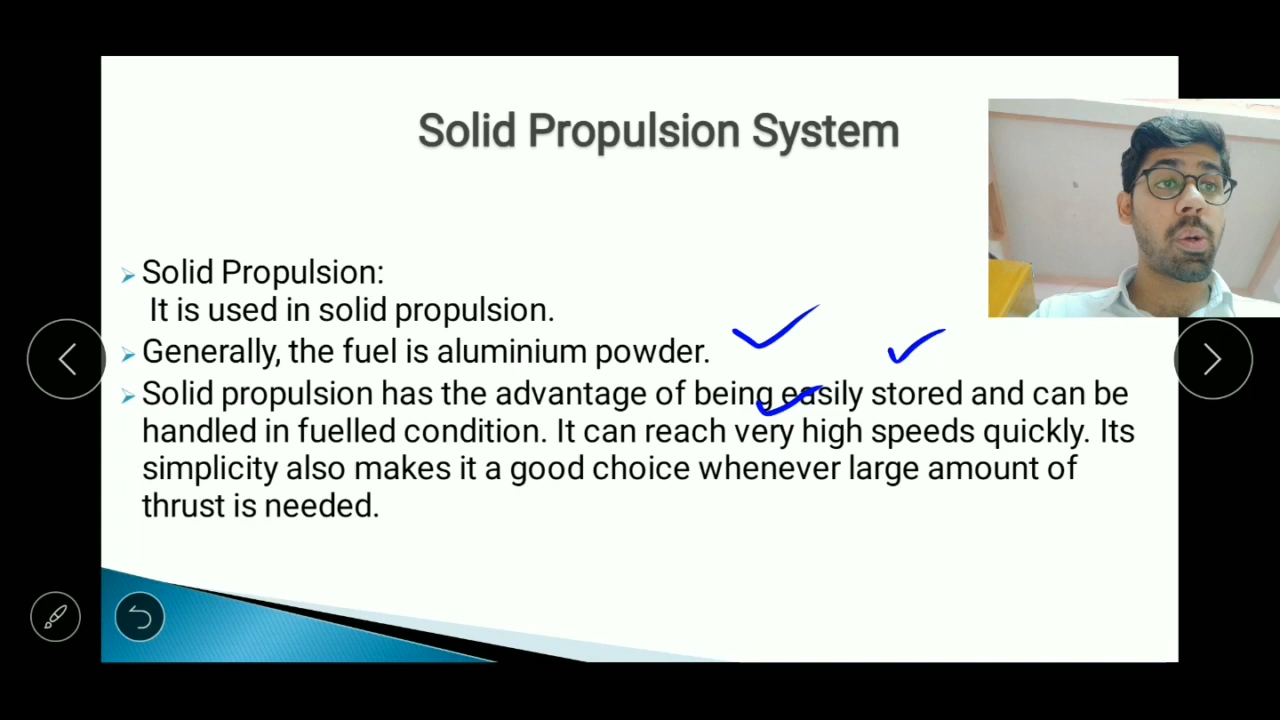 Solid Propulsion System
Solid Propulsion:
It is used in solid propulsion.
Generally, the fuel is aluminium powder.
Solid propulsion has the advantage of being easily stored and can be
handled in fuelled condition. It can reach very high speeds quickly. Its
simplicity also makes it a good choice whenever large amount of
thrust is needed.